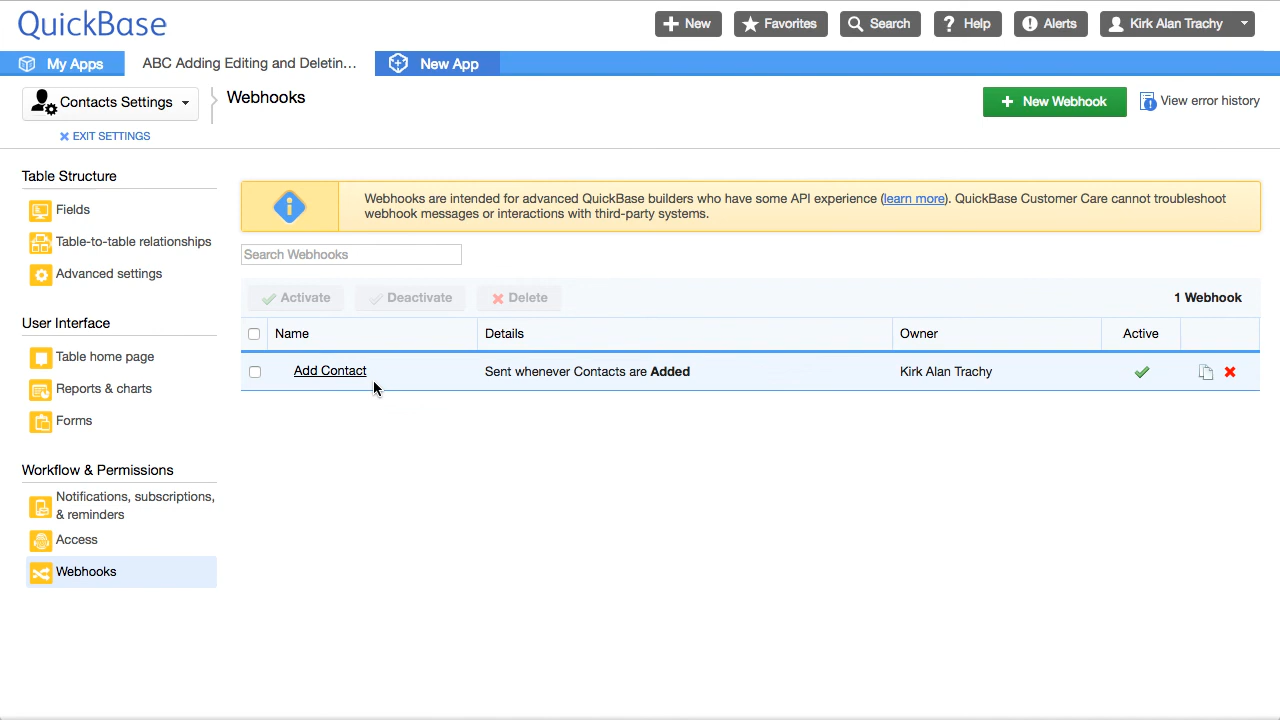 QuickBase
New
Favorites
Search
Help
Alerts
Kirk Alan Trachy
My Apps
ABC Adding Editing and Deletin...
New App
Contacts Settings
Webhooks
New Webhook
View error history
EXIT SETTINGS
Table Structure
Fields
Table-to-table relationships
Advanced settings
User Interface
Table home page
Reports & charts
Forms
Workflow & Permissions
Notifications, subscriptions,
& reminders
Access
Webhooks
Webhooks are intended for advanced QuickBase builders who have some API experience (learn more). QuickBase Customer Care cannot troubleshoot
webhook messages or interactions with third-party systems.
Search Webhooks
Activate
Deactivate
Delete
1 Webhook
Name
Details
Owner
Active
Add Contact
Sent whenever Contacts are Added
Kirk Alan Trachy